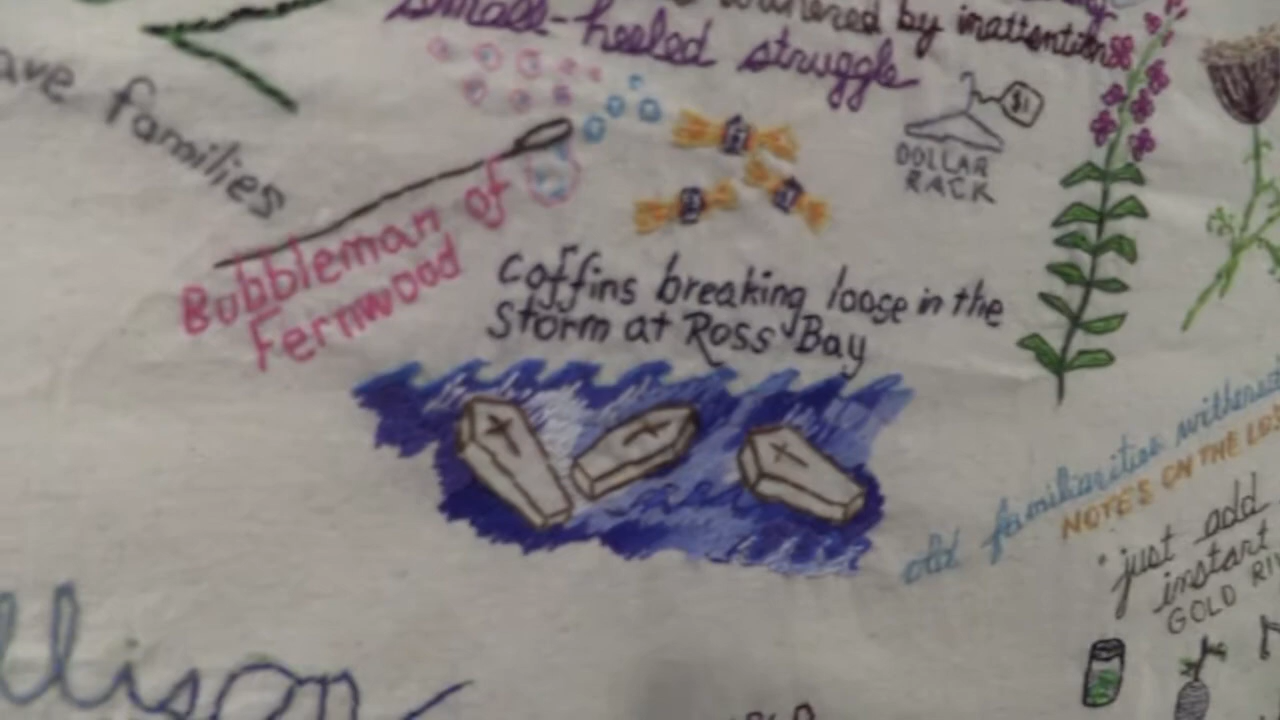 by inattention
small-heeled struggle
ave families
$1
DOLLAR
RACK
Bubbleman of
Fernwood
Coffins breaking loose in the
Storm at Ross Bay
old familiarities
NOTES ON THE
just add
instant
GOLD
llison